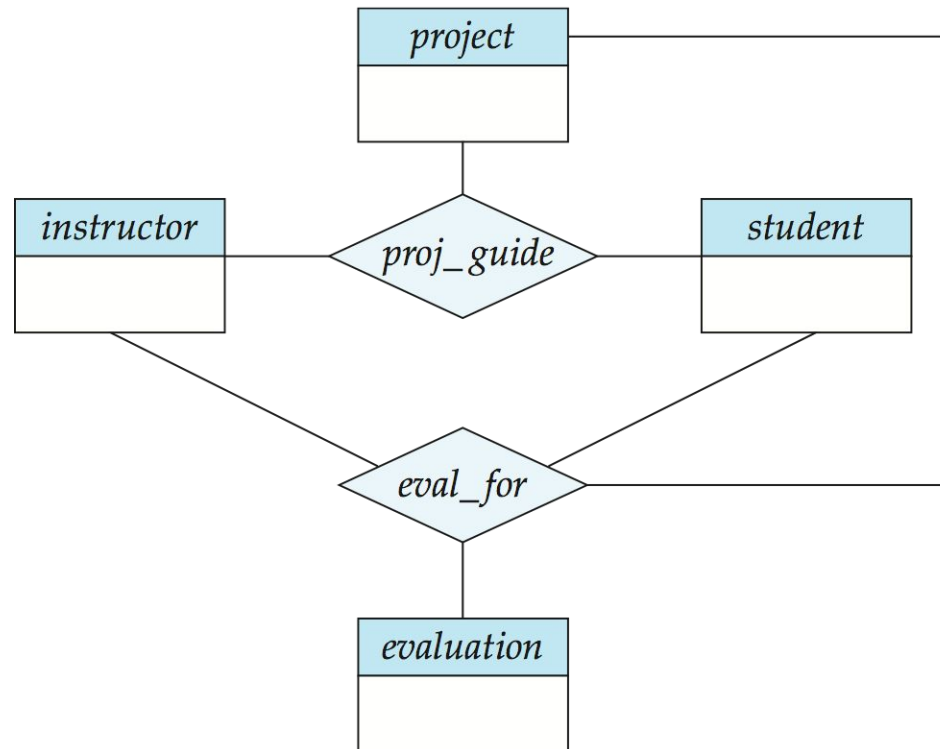 project
instructor
proj_guide
student
eval_for
evaluation